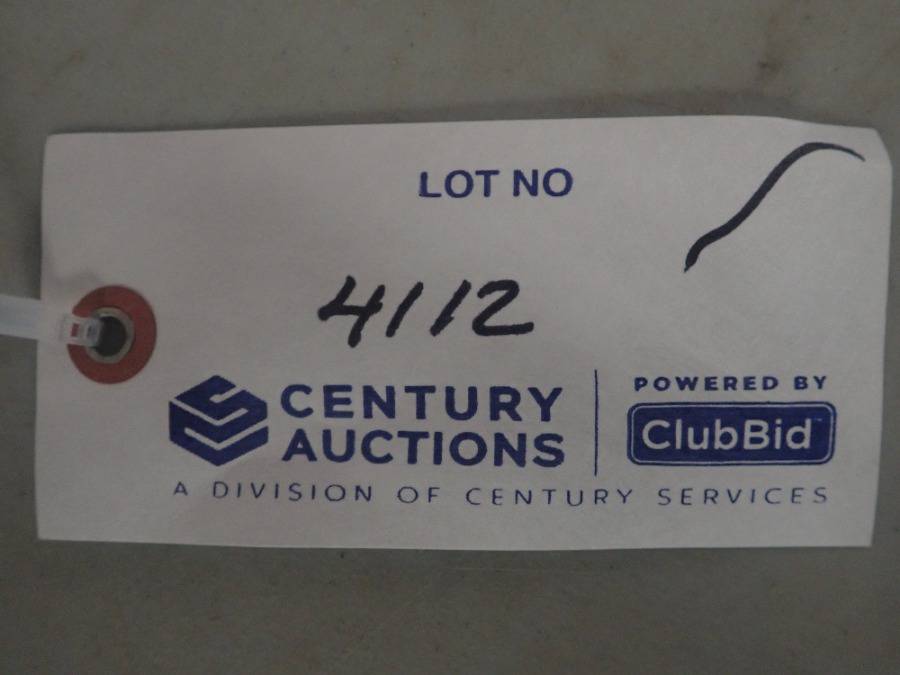 LOT NO
4112
CENTURY
AUCTIONS
POWERED BY
ClubBid
A DIVISION OF CENTURY SERVICES